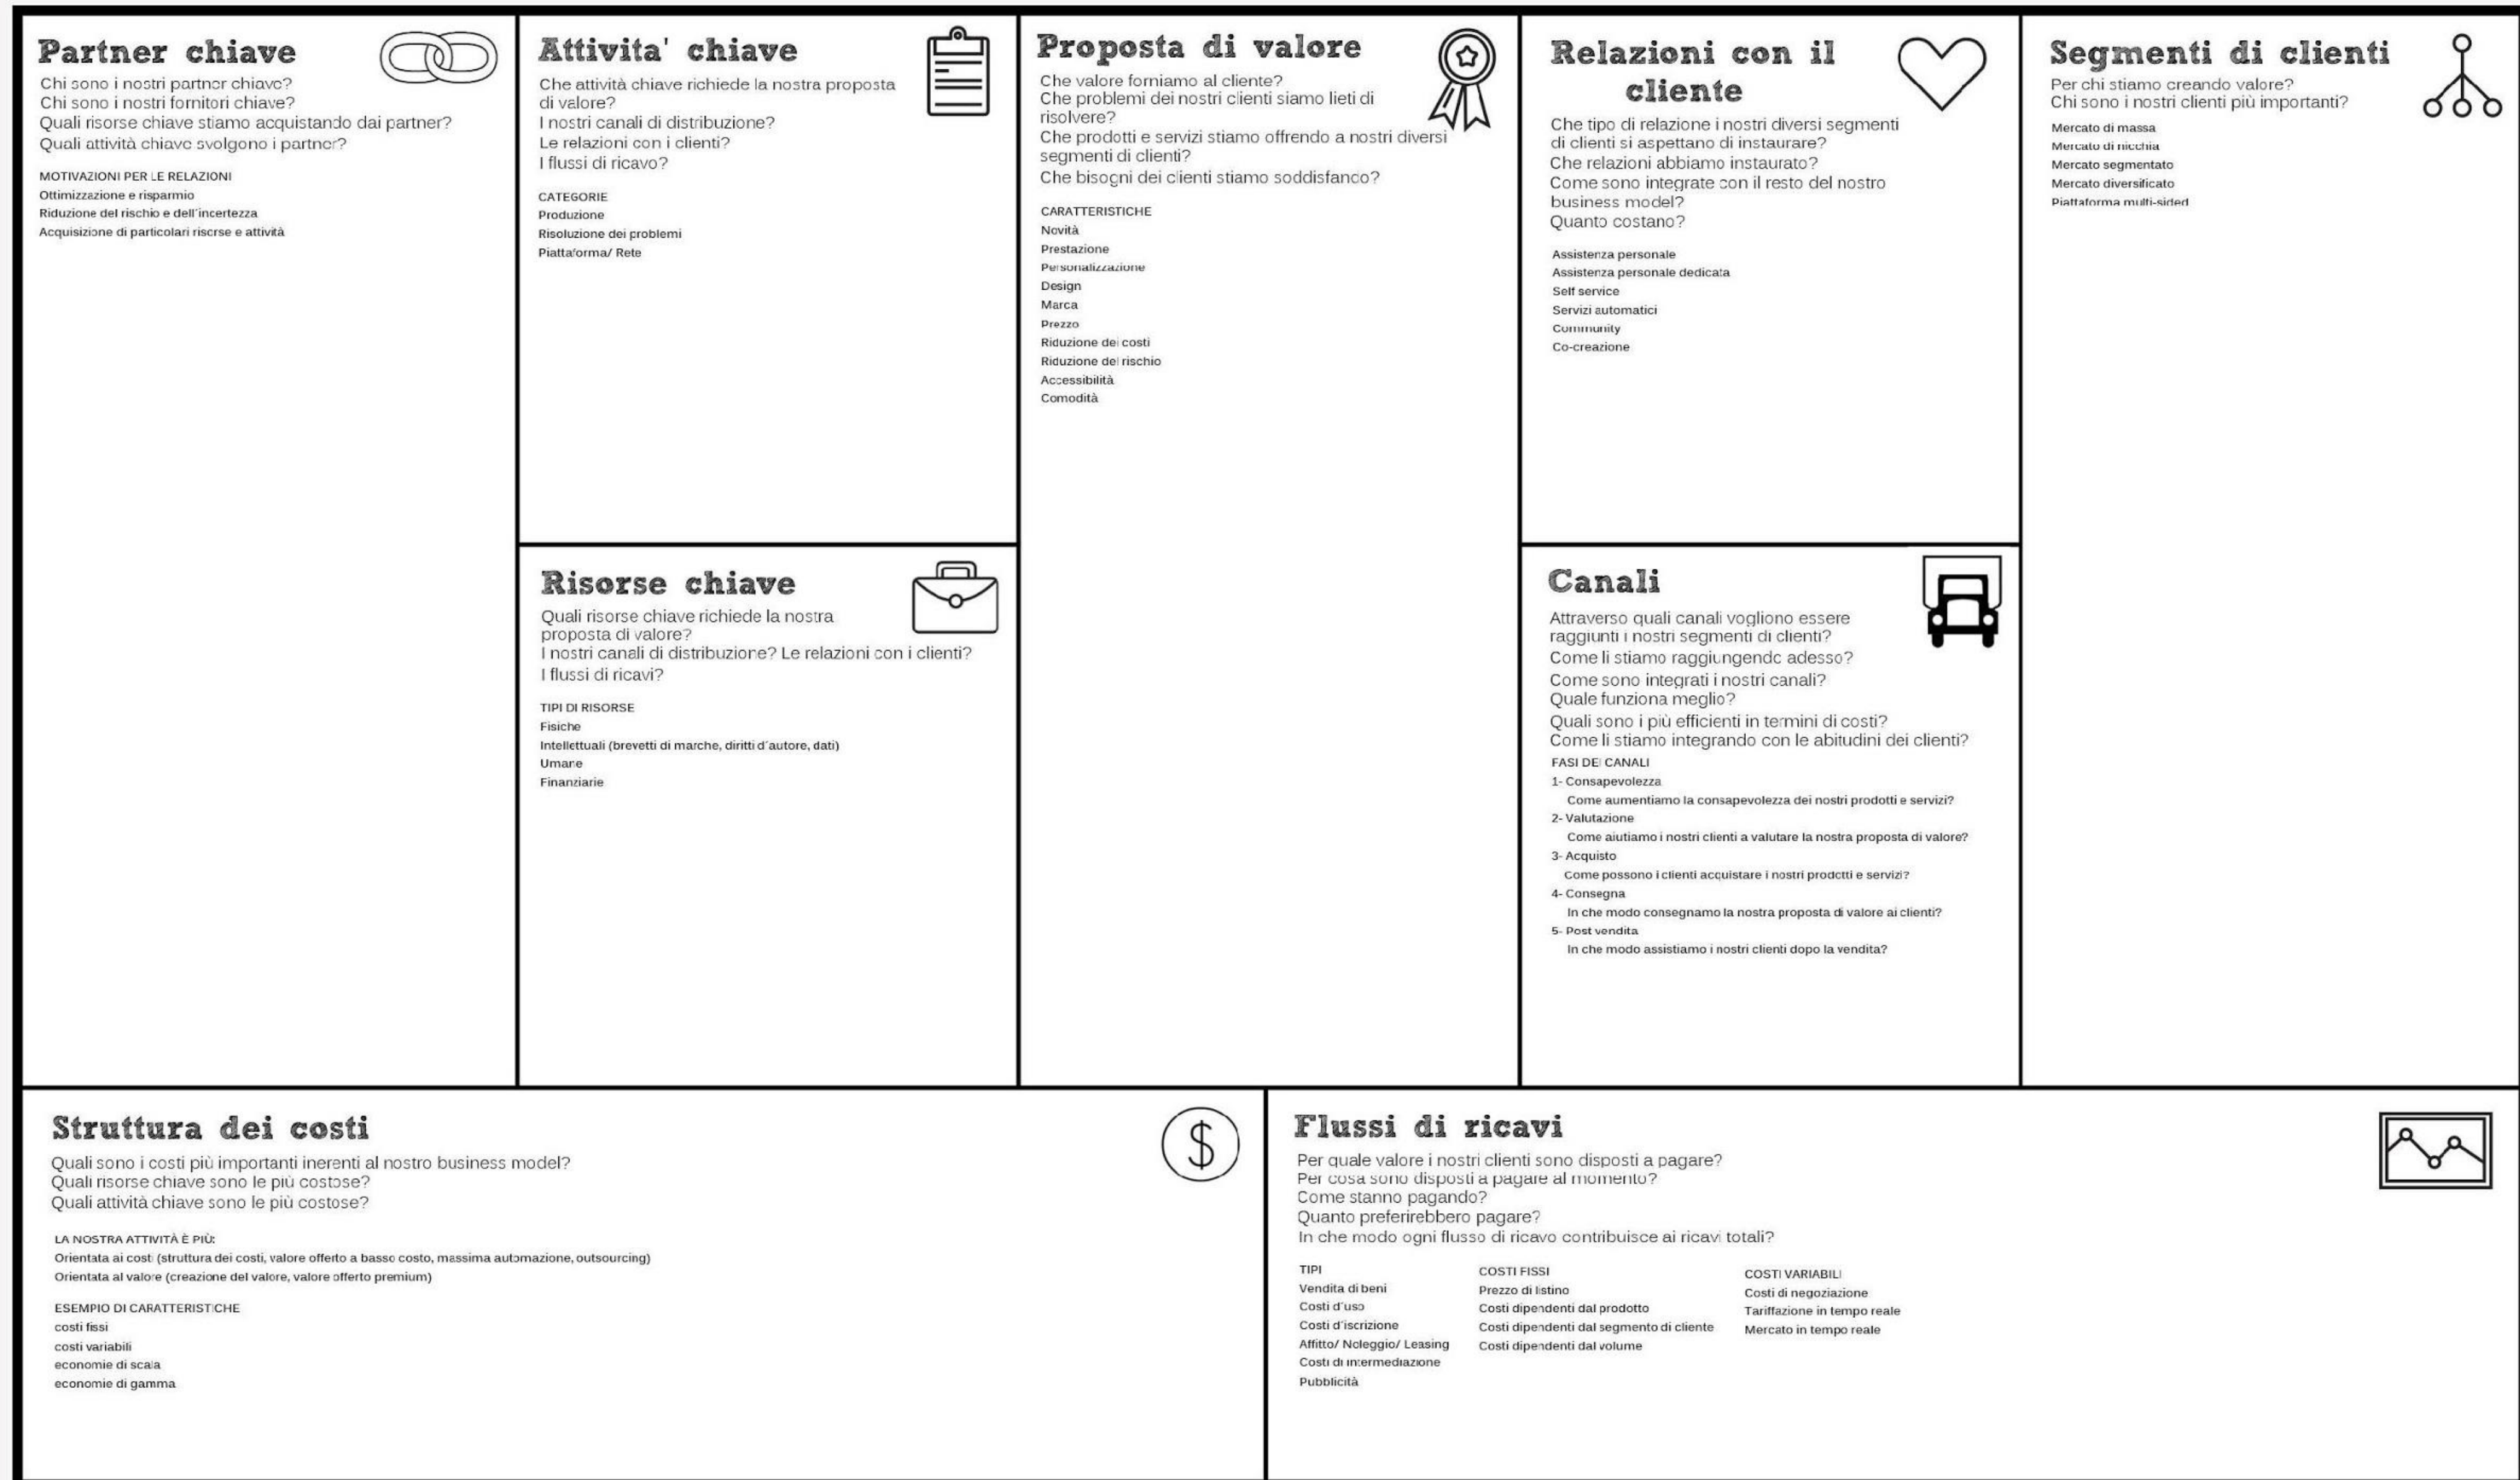 Partner chiave
Chi sono i nostri partner chiave?
Chi sono i nostri fornitori chiave?
Quali risorse chiave stiamo acquistando dai partner?
Quali attività chiave svolgono i partner?
MOTIVAZIONI PER LE RELAZIONI
Ottimizzazione e risparmio
Riduzione del rischio e dell'incertezza
Acquisizione di particolari risorse e attività
Attivita' chiave
Che attività chiave richiede la nostra proposta
di valore?
I nostri canali di distribuzione?
Le relazioni con i clienti?
I flussi di ricavo?
CATEGORIE
Produzione
Risoluzione dei problemi
Piattaforma/ Rete
Risorse chiave
Quali risorse chiave richiede la nostra
proposta di valore?
I nostri canali di distribuzione? Le relazioni con i clienti?
I flussi di ricavi?
TIPI DI RISORSE
Fisiche
Intellettuali (brevetti di marche, diritti d'autore, dati)
Umane
Finanziarie
Proposta di valore
Che valore forniamo al cliente?
Che problemi dei nostri clienti siamo lieti di
risolvere?
Che prodotti e servizi stiamo offrendo a nostri diversi
segmenti di clienti?
Che bisogni dei clienti stiamo soddisfando?
CARATTERISTICHE
Novità
Prestazione
Personalizzazione
Design
Marca
Prezzo
Riduzione dei costi
Riduzione del rischio
Accessibilità
Comodità
Relazioni con il
cliente
Che tipo di relazione i nostri diversi segmenti
di clienti si aspettano di instaurare?
Che relazioni abbiamo instaurato?
Come sono integrate con il resto del nostro
business model?
Quanto costano?
Assistenza personale
Assistenza personale dedicata
Self service
Servizi automatici
Community
Co-creazione
Canali
Attraverso quali canali vogliono essere
raggiunti i nostri segmenti di clienti?
Come li stiamo raggiungendo adesso?
Come sono integrati i nostri canali?
Quale funziona meglio?
Quali sono i più efficienti in termini di costi?
Come li stiamo integrando con le abitudini dei clienti?
FASI DEI CANALI
1- Consapevolezza
Come aumentiamo la consapevolezza dei nostri prodotti e servizi?
2- Valutazione
Come aiutiamo i nostri clienti a valutare la nostra proposta di valore?
3- Acquisto
Come possono i clienti acquistare i nostri prodotti e servizi?
4- Consegna
In che modo consegnamo la nostra proposta di valore ai clienti?
5- Post vendita
In che modo assistiamo i nostri clienti dopo la vendita?
Segmenti di clienti
Per chi stiamo creando valore?
Chi sono i nostri clienti più importanti?
Mercato di massa
Mercato di nicchia
Mercato segmentato
Mercato diversificato
Piattaforma multi-sided
Struttura dei costi
Quali sono i costi più importanti inerenti al nostro business model?
Quali risorse chiave sono le più costose?
Quali attività chiave sono le più costose?
LA NOSTRA ATTIVITÀ È PIÙ:
Orientata ai costi (struttura dei costi, valore offerto a basso costo, massima automazione, outsourcing)
Orientata al valore (creazione del valore, valore offerto premium)
ESEMPIO DI CARATTERISTICHE
costi fissi
costi variabili
economie di scala
economie di gamma
$
Flussi di ricavi
Per quale valore i nostri clienti sono disposti a pagare?
Per cosa sono disposti a pagare al momento?
Come stanno pagando?
Quanto preferirebbero pagare?
In che modo ogni flusso di ricavo contribuisce ai ricavi totali?
TIPI
Vendita di beni
Costi d'uso
Costi d'iscrizione
Affitto/ Noleggio/ Leasing
Costi di intermediazione
Pubblicità
COSTI FISSI
Prezzo di listino
Costi dipendenti dal prodotto
Costi dipendenti dal segmento di cliente
Costi dipendenti dal volume
COSTI VARIABILI
Costi di negoziazione
Tariffazione in tempo reale
Mercato in tempo reale